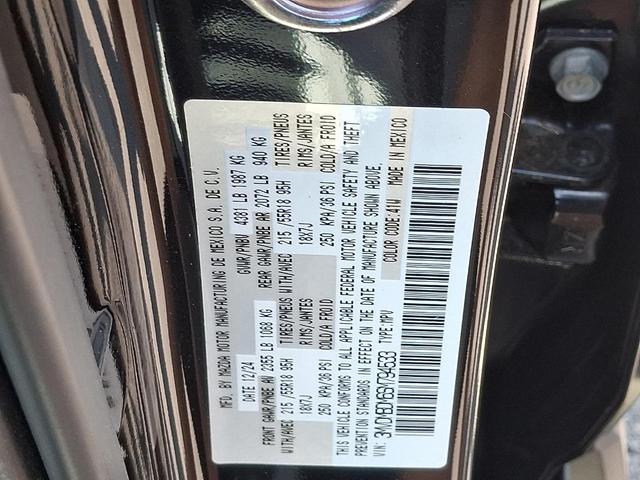 MFD. BY MAZDA MOTOR MANUFACTURING DE MEXICO S.A. DE C.V.
DATE 12/24 GVWR/PNBV 4381 LB 1987 KG
FRONT GAWR/PNBE AV 2355 LB 1068 KG REAR GAWR/PNBE AR 2072 LB 940 KG
WITH/AVEC 215 /55R18 95H TIRES/PNEUS WITH/AVEC 215 /55R18 95H TIRES/PNEUS
18X7J RIMS/JANTES 18X7J RIMS/JANTES
250 KPA/36 PSI COLD/A FROID 250 KPA/36 PSI COLD/A FROID
THIS VEHICLE CONFORMS TO ALL APPLICABLE FEDERAL MOTOR VEHICLE SAFETY AND THEFT
PREVENTION STANDARDS IN EFFECT ON THE DATE OF MANUFACTURE SHOWN ABOVE.
VIN: TYPE:MPV COLOR CODE:41W MADE IN MEXICO